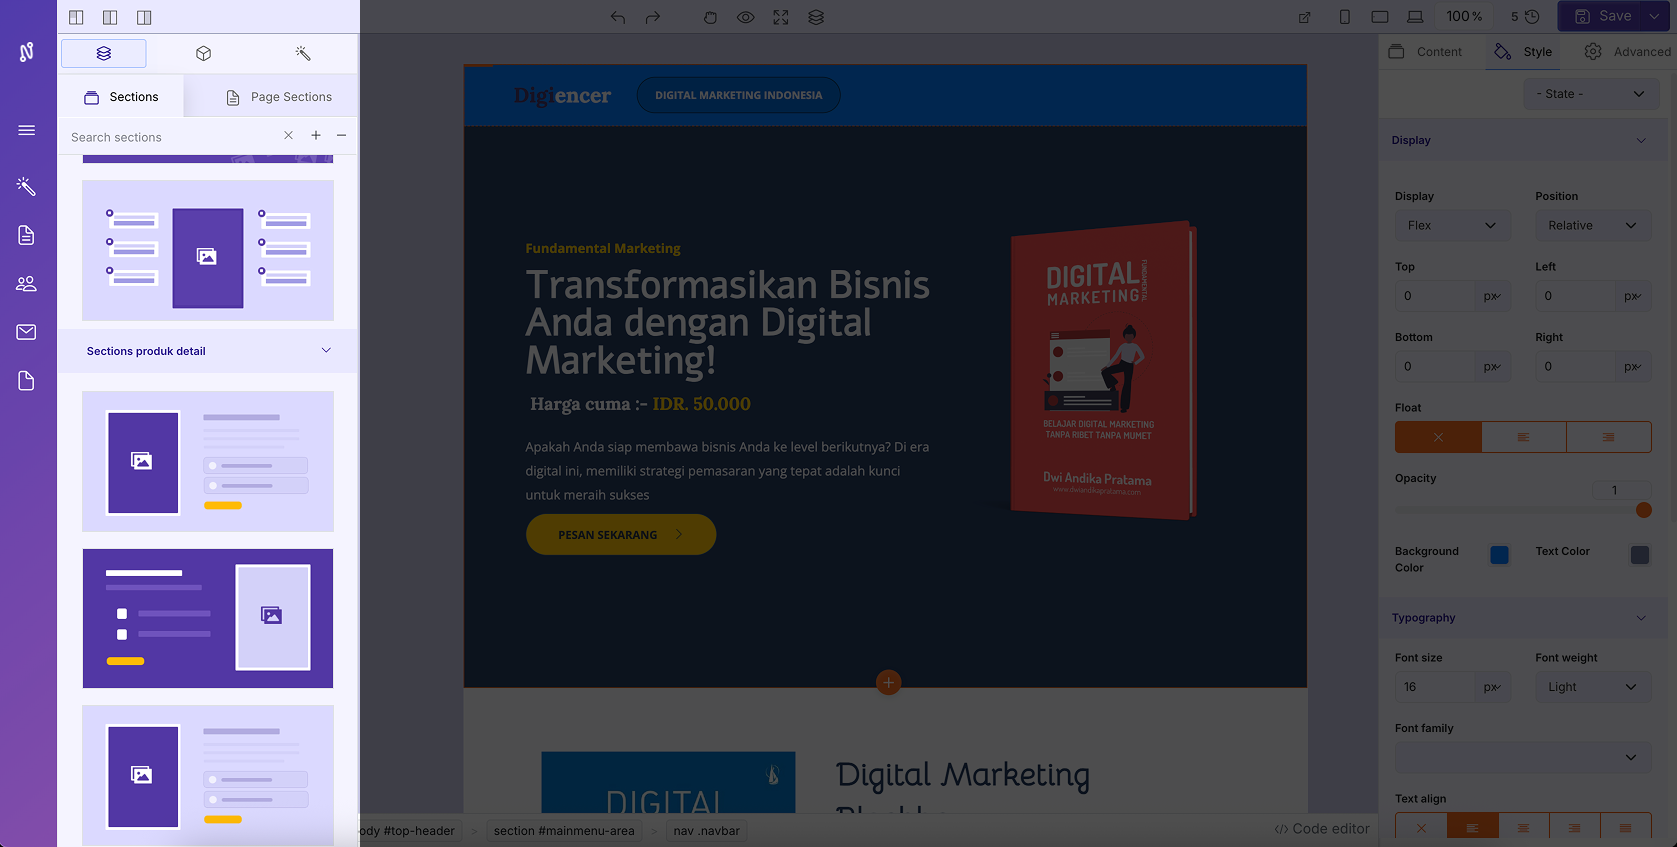 100%
5
Save
Content
Style
Advanced
Sections
Page Sections
Search sections
Sections produk detail
Digiencer
DIGITAL MARKETING INDONESIA
Fundamental Marketing
Transformasikan Bisnis
Anda dengan Digital
Marketing!
Harga cuma :- IDR. 50.000
Apakah Anda siap membawa bisnis Anda ke level berikutnya? Di era
digital ini, memiliki strategi pemasaran yang tepat adalah kunci
untuk meraih sukses
PESAN SEKARANG
DIGITAL
MARKETING
FUNDAMENTAL
BELAJAR DIGITAL MARKETING
TANPA RIBET TANPA MUMET
Dwi Andika Pratama
www.dwiandikapratama.com
DIGITAL
Digital Marketing
ody #top-header > section #mainmenu-area > nav .navbar
</> Code editor
- State -
Display
Display
Position
Flex
Relative
Top
Left
0 px
0 px
Bottom
Right
0 px
0 px
Float
Opacity
1
Background
Color
Text Color
Typography
Font size
Font weight
16 px
Light
Font family
Text align